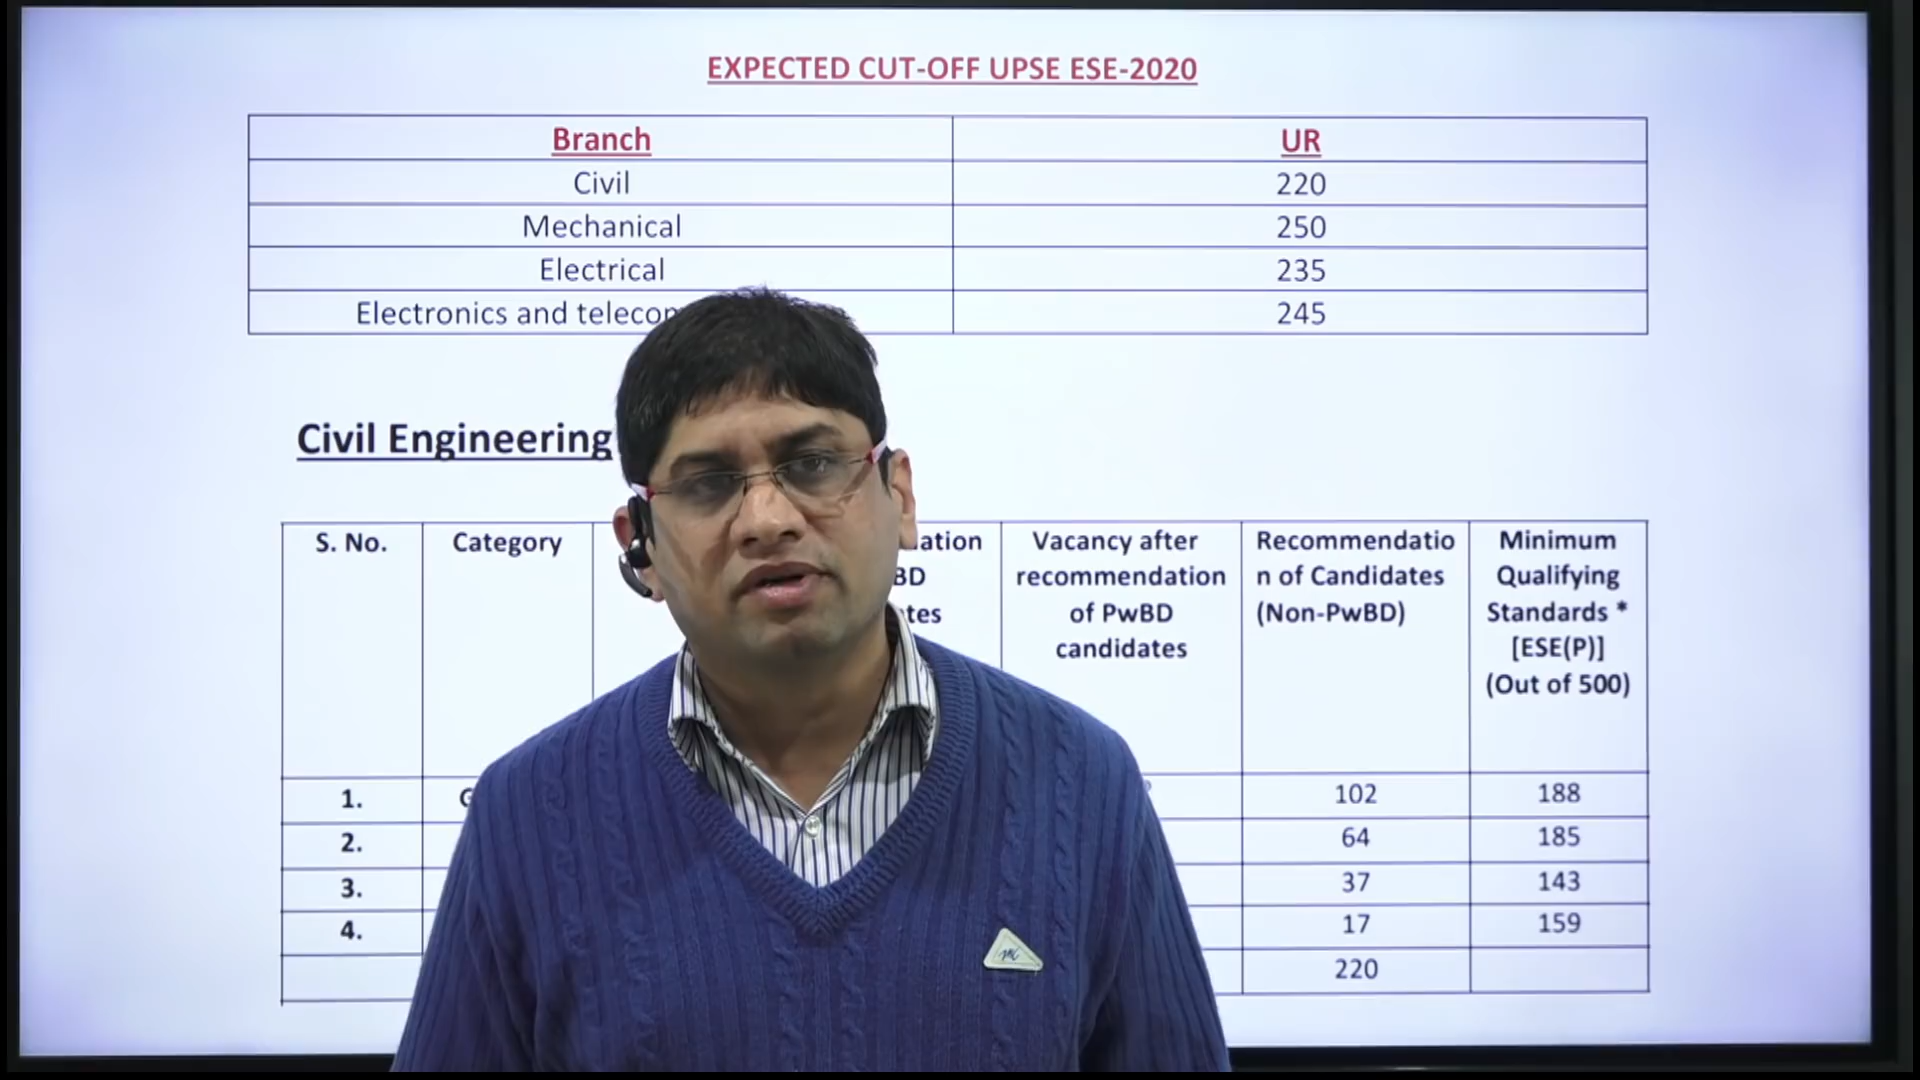 EXPECTED CUT-OFF UPSE ESE-2020
Branch UR
Civil 220
Mechanical 250
Electrical 235
Electronics and 245
Civil Engineering
S. No. Category Vacancy after Recommendatio Minimum
recommendation n of Candidates Qualifying
of PwBD (Non-PwBD) Standards *
candidates [ESE(P)]
(Out of 500)
1. 102 188
2. 64 185
3. 37 143
4. 17 159
220